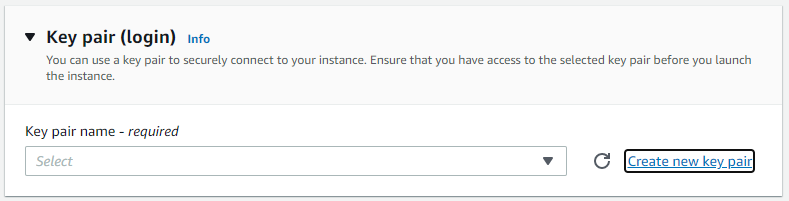 Key pair (login) Info
You can use a key pair to securely connect to your instance. Ensure that you have access to the selected key pair before you launch
the instance.
Key pair name - required
Select
Create new key pair